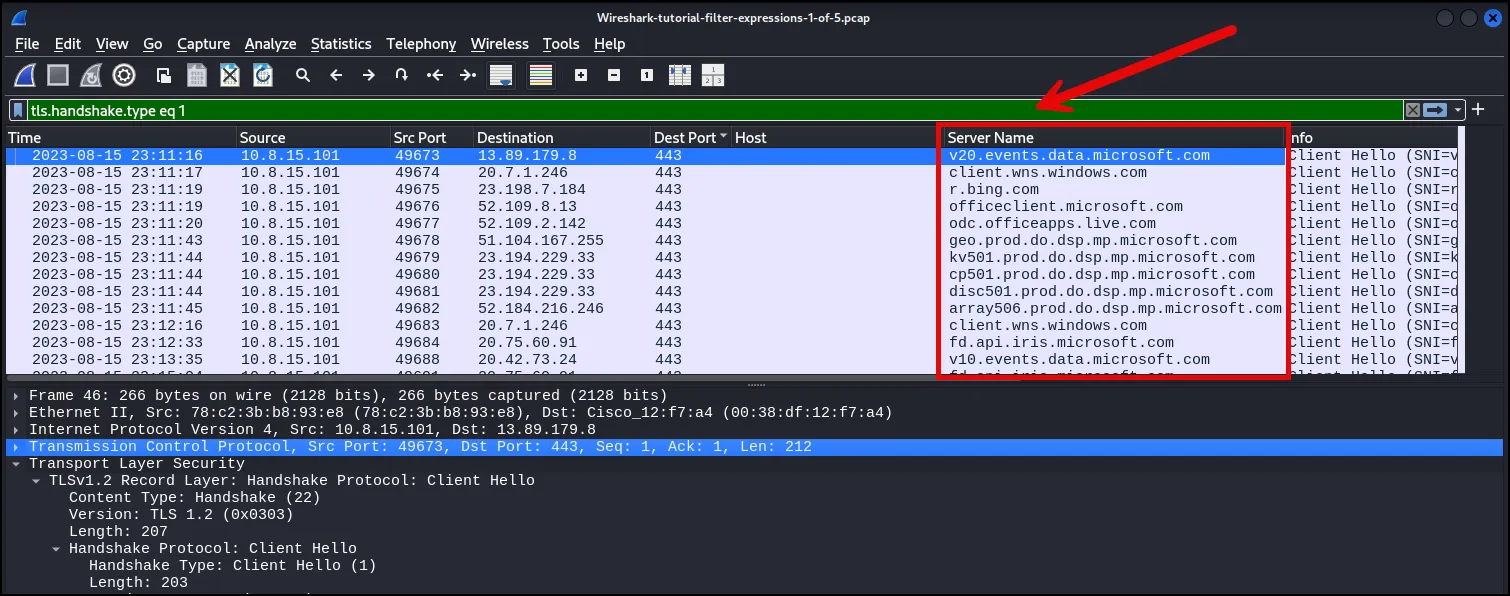 Wireshark-tutorial-filter-expressions-1-of-5.pcap
File Edit View Go Capture Analyze Statistics Telephony Wireless Tools Help
tls.handshake.type eq 1
Time Source Src Port Destination Dest Port Host Server Name nfo
2023-08-15 23:11:16 10.8.15.101 49673 13.89.179.8 443 v20.events.data.microsoft.com Client Hello (SNI=v
2023-08-15 23:11:17 10.8.15.101 49674 20.7.1.246 443 client.wns.windows.com Client Hello (SNI=c
2023-08-15 23:11:19 10.8.15.101 49675 23.198.7.184 443 r.bing.com Client Hello (SNI=r
2023-08-15 23:11:19 10.8.15.101 49676 52.109.8.13 443 officeclient.microsoft.com Client Hello (SNI=o
2023-08-15 23:11:20 10.8.15.101 49677 52.109.2.142 443 odc.officeapps.live.com Client Hello (SNI=o
2023-08-15 23:11:43 10.8.15.101 49678 51.104.167.255 443 geo.prod.do.dsp.mp.microsoft.com Client Hello (SNI=g
2023-08-15 23:11:44 10.8.15.101 49679 23.194.229.33 443 kv501.prod.do.dsp.mp.microsoft.com Client Hello (SNI=k
2023-08-15 23:11:44 10.8.15.101 49680 23.194.229.33 443 cp501.prod.do.dsp.mp.microsoft.com Client Hello (SNI=c
2023-08-15 23:11:44 10.8.15.101 49681 23.194.229.33 443 disc501.prod.do.dsp.mp.microsoft.com Client Hello (SNI=d
2023-08-15 23:11:45 10.8.15.101 49682 52.184.216.246 443 array506.prod.do.dsp.mp.microsoft.com Client Hello (SNI=a
2023-08-15 23:12:16 10.8.15.101 49683 20.7.1.246 443 client.wns.windows.com Client Hello (SNI=c
2023-08-15 23:12:33 10.8.15.101 49684 20.75.60.91 443 fd.api.iris.microsoft.com Client Hello (SNI=f
2023-08-15 23:13:35 10.8.15.101 49688 20.42.73.24 443 v10.events.data.microsoft.com Client Hello (SNI=v
Frame 46: 266 bytes on wire (2128 bits), 266 bytes captured (2128 bits)
Ethernet II, Src: 78:c2:3b:b8:93:e8 (78:c2:3b:b8:93:e8), Dst: Cisco_12:f7:a4 (00:38:df:12:f7:a4)
Internet Protocol Version 4, Src: 10.8.15.101, Dst: 13.89.179.8
Transmission Control Protocol, Src Port: 49673, Dst Port: 443, Seq: 1, Ack: 1, Len: 212
Transport Layer Security
TLSv1.2 Record Layer: Handshake Protocol: Client Hello
Content Type: Handshake (22)
Version: TLS 1.2 (0x0303)
Length: 207
Handshake Protocol: Client Hello
Handshake Type: Client Hello (1)
Length: 203